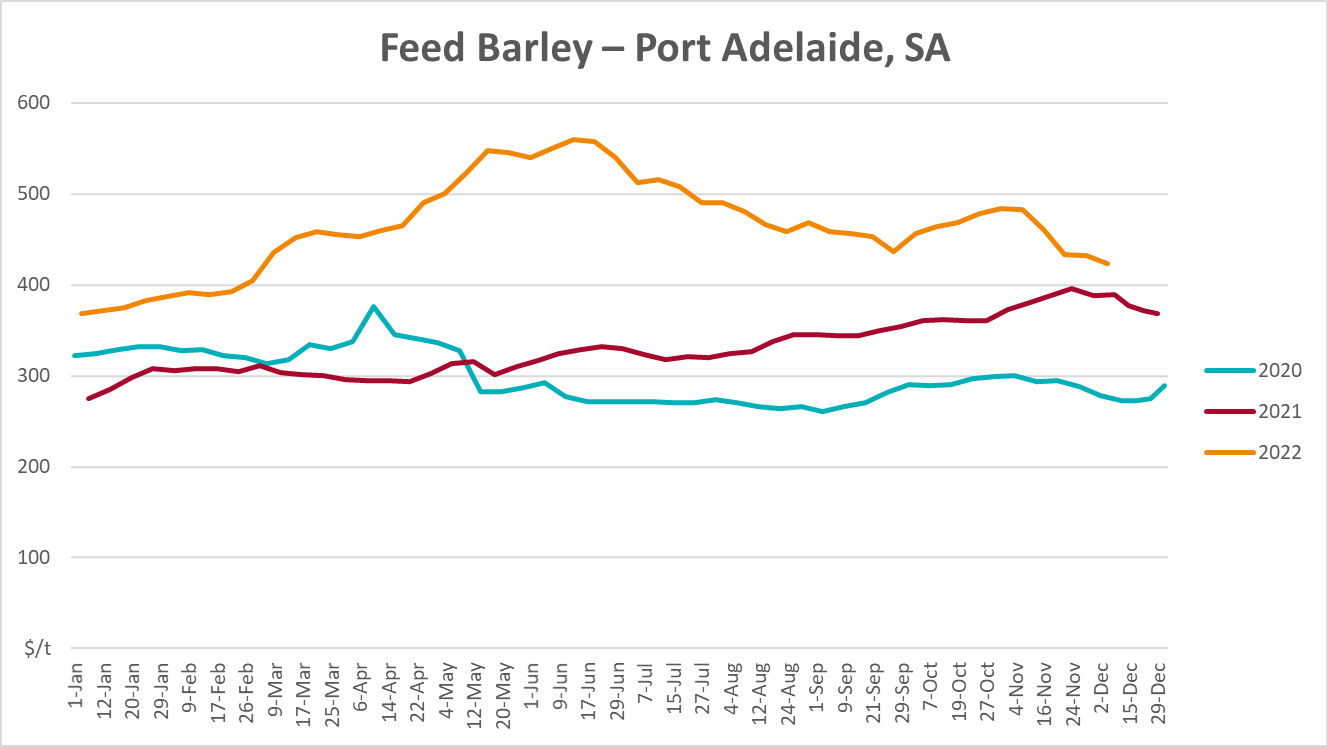 Feed Barley – Port Adelaide, SA
600
500
400
300
200
100
$/t
2020
2021
2022
1-Jan
12-Jan
20-Jan
29-Jan
9-Feb
17-Feb
26-Feb
9-Mar
17-Mar
25-Mar
6-Apr
14-Apr
22-Apr
4-May
12-May
20-May
1-Jun
9-Jun
17-Jun
29-Jun
7-Jul
15-Jul
27-Jul
4-Aug
12-Aug
24-Aug
1-Sep
9-Sep
21-Sep
29-Sep
7-Oct
19-Oct
27-Oct
4-Nov
16-Nov
24-Nov
2-Dec
15-Dec
29-Dec